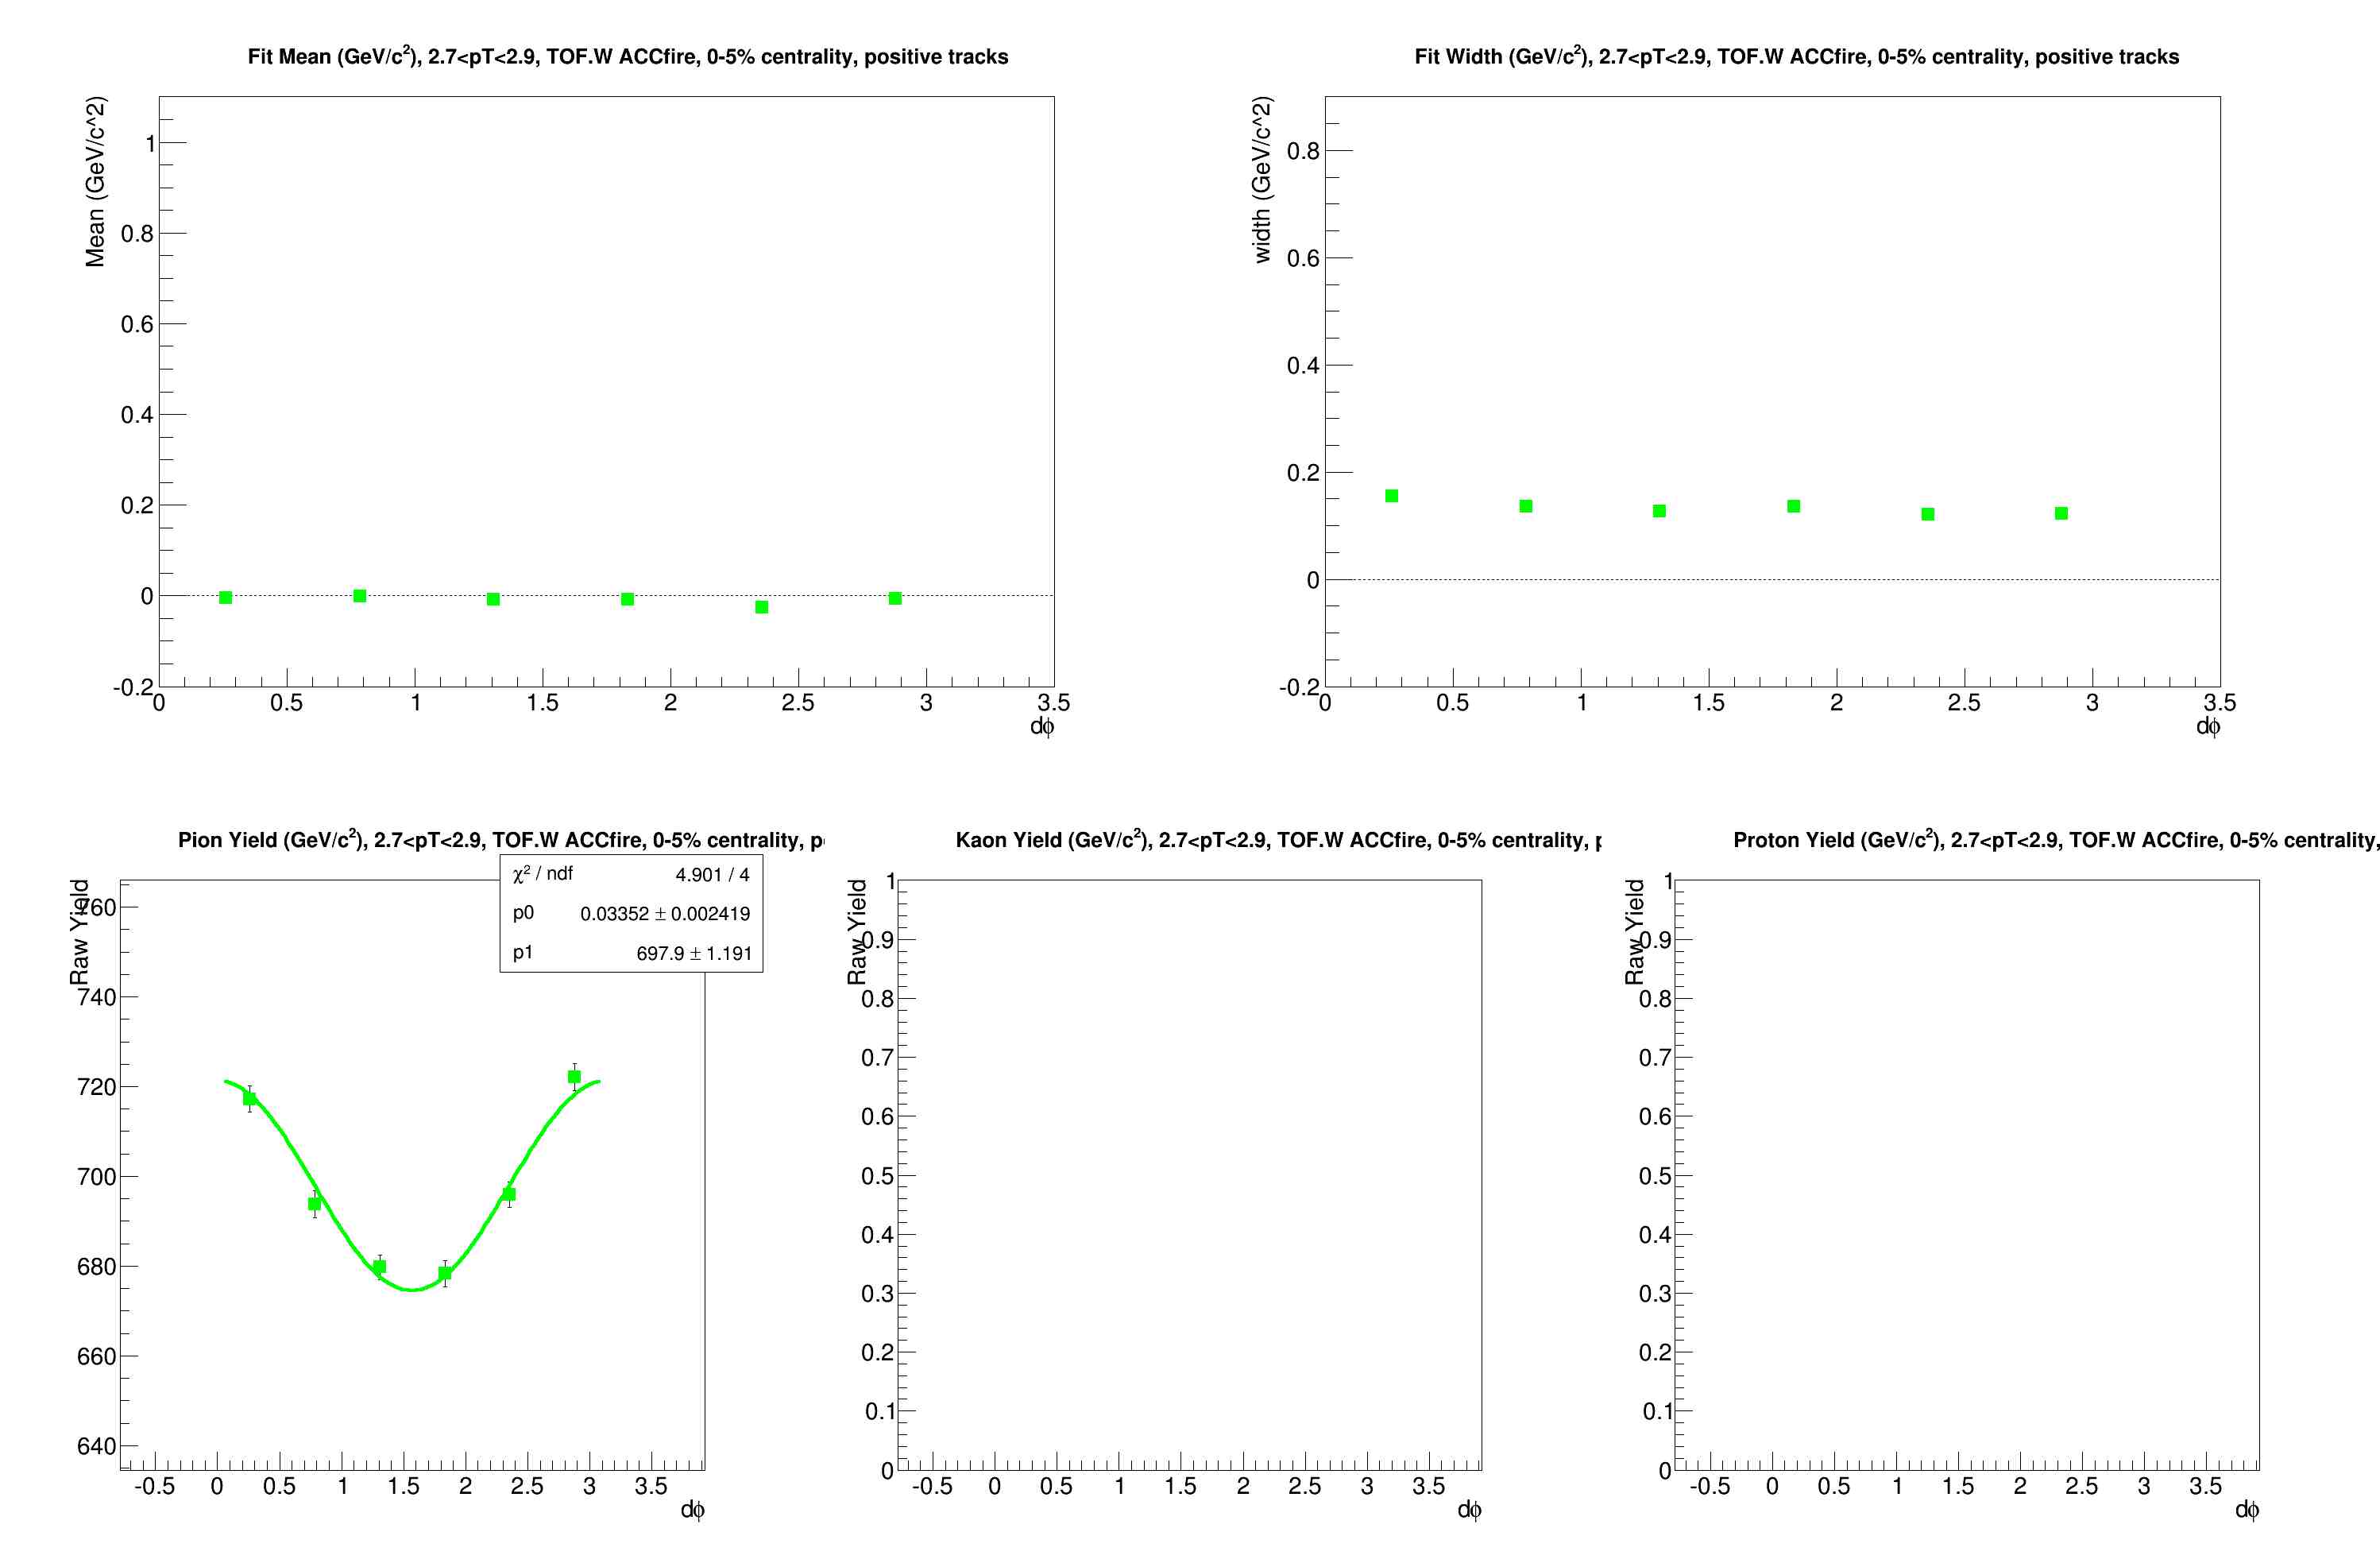 Fit Mean (GeV/c2), 2.7<pT<2.9, TOF.W ACCfire, 0-5% centrality, positive tracks
Mean (GeV/c^2)
1
0.8
0.6
0.4
0.2
0
-0.2
0 0.5 1 1.5 2 2.5 3 3.5
dϕ
Fit Width (GeV/c2), 2.7<pT<2.9, TOF.W ACCfire, 0-5% centrality, positive tracks
width (GeV/c^2)
0.8
0.6
0.4
0.2
0
-0.2
0 0.5 1 1.5 2 2.5 3 3.5
dϕ
Pion Yield (GeV/c2), 2.7<pT<2.9, TOF.W ACCfire, 0-5% centrality,
χ2 / ndf 4.901 / 4
p0 0.03352 ± 0.002419
p1 697.9 ± 1.191
Raw Yield
760
740
720
700
680
660
640
-0.5 0 0.5 1 1.5 2 2.5 3 3.5
dϕ
Kaon Yield (GeV/c2), 2.7<pT<2.9, TOF.W ACCfire, 0-5% centrality,
Raw Yield
1
0.9
0.8
0.7
0.6
0.5
0.4
0.3
0.2
0.1
0
-0.5 0 0.5 1 1.5 2 2.5 3 3.5
dϕ
Proton Yield (GeV/c2), 2.7<pT<2.9, TOF.W ACCfire, 0-5% centrality,
Raw Yield
1
0.9
0.8
0.7
0.6
0.5
0.4
0.3
0.2
0.1
0
-0.5 0 0.5 1 1.5 2 2.5 3 3.5
dϕ